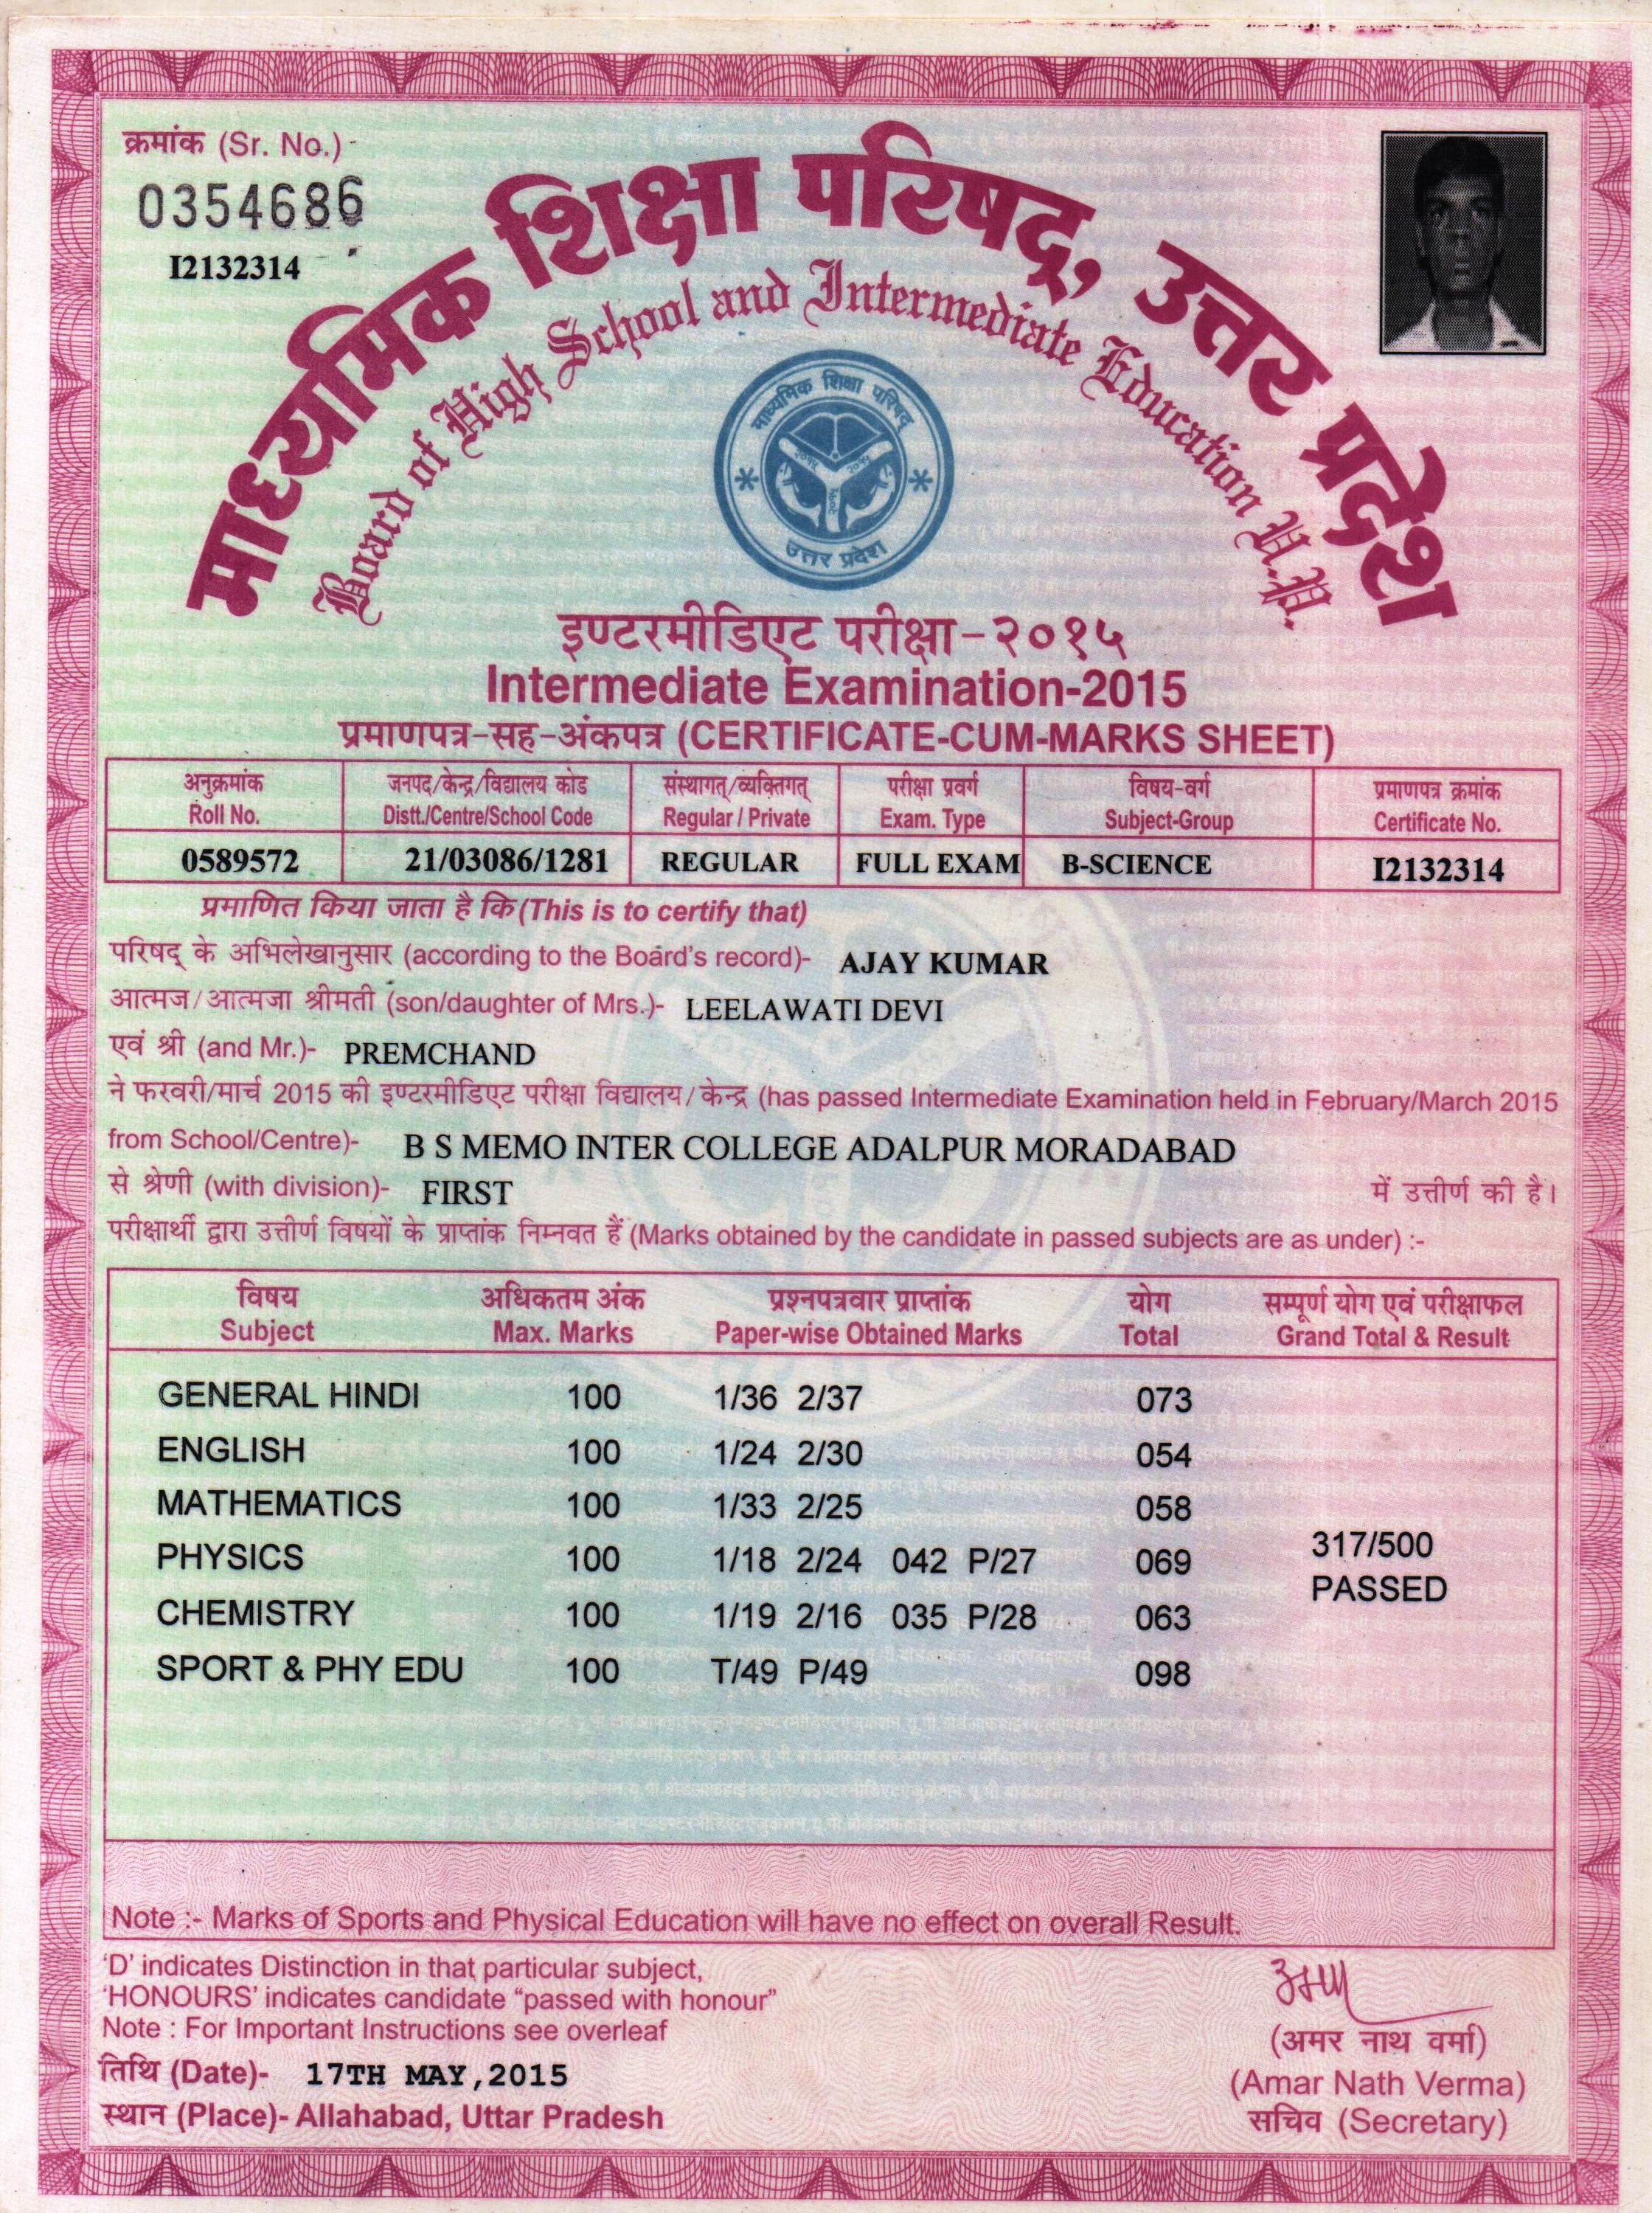 क्रमांक (Sr. No.)
0354686
I2132314
माध्यमिक शिक्षा परिषद्, उत्तर प्रदेश
Board of High School and Intermediate Education U.P.
माध्यमिक शिक्षा परिषद्
उत्तर प्रदेश
इण्टरमीडिएट परीक्षा-२०१५
Intermediate Examination-2015
प्रमाणपत्र-सह-अंकपत्र (CERTIFICATE-CUM-MARKS SHEET)
अनुक्रमांक जनपद/केन्द्र/विद्यालय कोड संस्थागत्/व्यक्तिगत् परीक्षा प्रवर्ग विषय-वर्ग प्रमाणपत्र क्रमांक
Roll No. Distt./Centre/School Code Regular / Private Exam. Type Subject-Group Certificate No.
0589572 21/03086/1281 REGULAR FULL EXAM B-SCIENCE I2132314
प्रमाणित किया जाता है कि (This is to certify that)
परिषद् के अभिलेखानुसार (according to the Board's record)- AJAY KUMAR
आत्मज/आत्मजा श्रीमती (son/daughter of Mrs.)- LEELAWATI DEVI
एवं श्री (and Mr.)- PREMCHAND
ने फरवरी/मार्च 2015 की इण्टरमीडिएट परीक्षा विद्यालय/केन्द्र (has passed Intermediate Examination held in February/March 2015
from School/Centre)- B S MEMO INTER COLLEGE ADALPUR MORADABAD
से श्रेणी (with division)- FIRST में उत्तीर्ण की है।
परीक्षार्थी द्वारा उत्तीर्ण विषयों के प्राप्तांक निम्नवत हैं (Marks obtained by the candidate in passed subjects are as under) :-
विषय अधिकतम अंक प्रश्नपत्रवार प्राप्तांक योग सम्पूर्ण योग एवं परीक्षाफल
Subject Max. Marks Paper-wise Obtained Marks Total Grand Total & Result
GENERAL HINDI 100 1/36 2/37 073
ENGLISH 100 1/24 2/30 054
MATHEMATICS 100 1/33 2/25 058
317/500
PHYSICS 100 1/18 2/24 042 P/27 069
PASSED
CHEMISTRY 100 1/19 2/16 035 P/28 063
SPORT & PHY EDU 100 T/49 P/49 098
Note :- Marks of Sports and Physical Education will have no effect on overall Result.
'D' indicates Distinction in that particular subject,
'HONOURS' indicates candidate "passed with honour"
Note : For Important Instructions see overleaf
(अमर नाथ वर्मा)
तिथि (Date)- 17TH MAY,2015
(Amar Nath Verma)
स्थान (Place)- Allahabad, Uttar Pradesh
सचिव (Secretary)